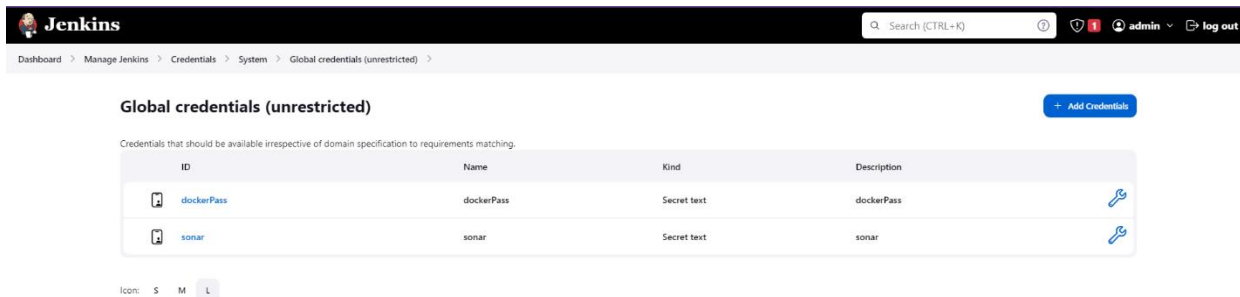 Jenkins Search (CTRL+K) 1 admin log out
Dashboard > Manage Jenkins > Credentials > System > Global credentials (unrestricted) >
Global credentials (unrestricted) + Add Credentials
Credentials that should be available irrespective of domain specification to requirements matching.
ID Name Kind Description
dockerPass dockerPass Secret text dockerPass
sonar sonar Secret text sonar
Icon: S M L